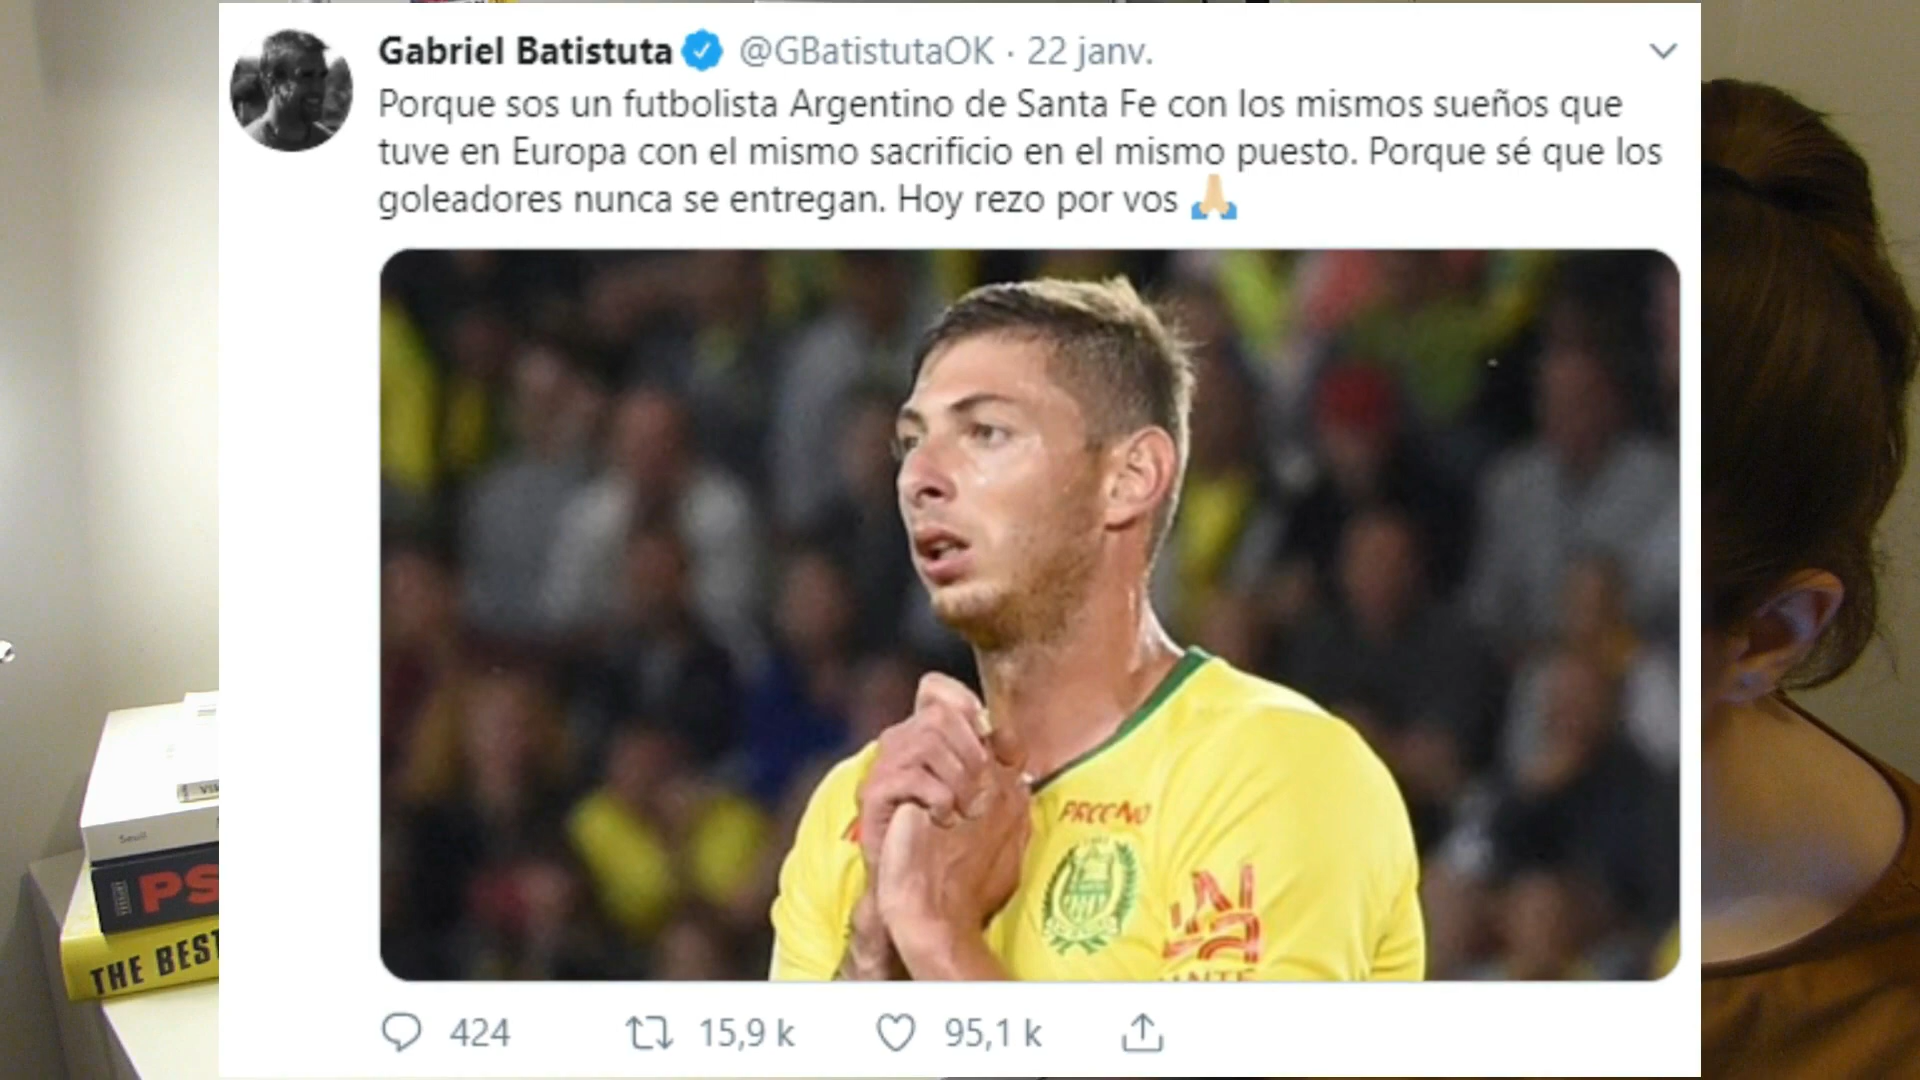 Gabriel Batistuta @GBatistutaOK · 22 janv.
Porque sos un futbolista Argentino de Santa Fe con los mismos sueños que
tuve en Europa con el mismo sacrificio en el mismo puesto. Porque sé que los
goleadores nunca se entregan. Hoy rezo por vos 🙏🏼
Seuil
PS
THE BEST
424 15,9 k 95,1 k